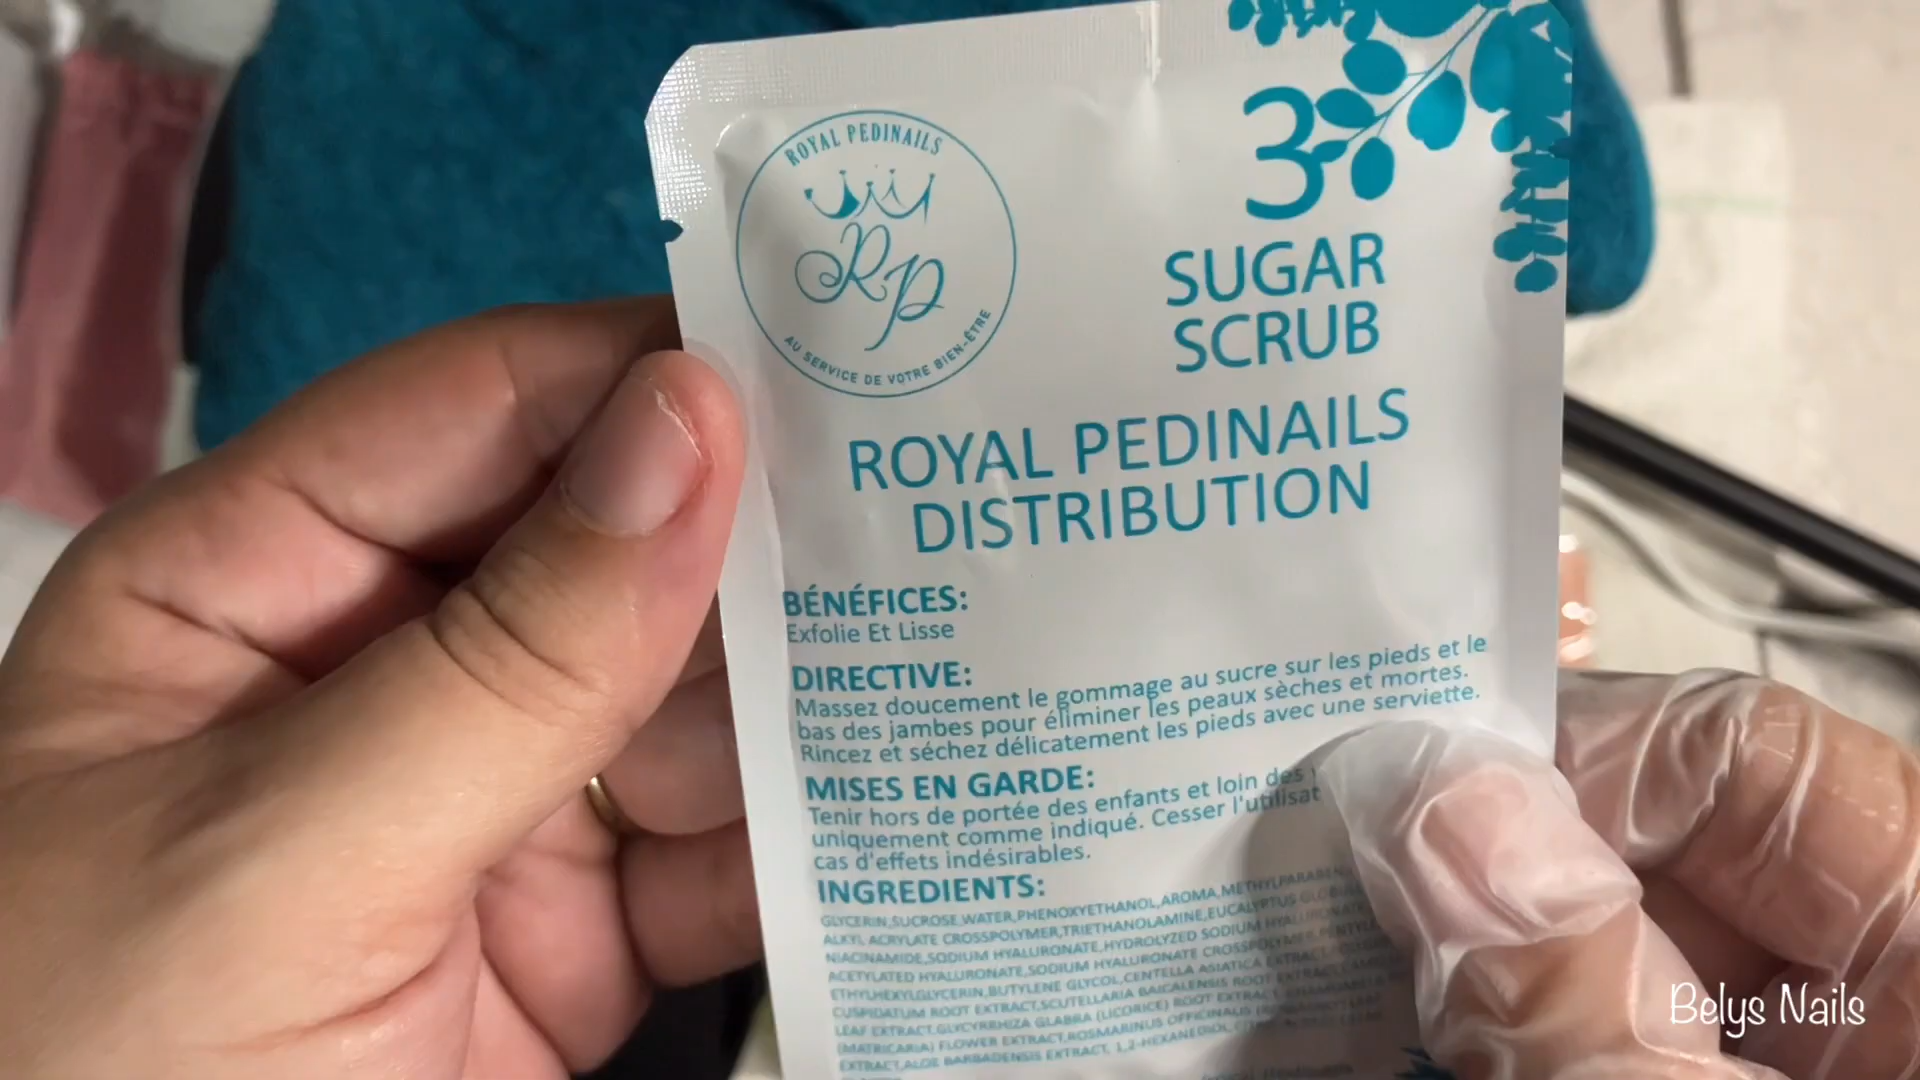 ROYAL PEDINAILS
RP
AU SERVICE DE VOTRE BIEN-ÊTRE
3
SUGAR
SCRUB
ROYAL PEDINAILS
DISTRIBUTION
BÉNÉFICES:
Exfolie Et Lisse
DIRECTIVE:
Massez doucement le gommage au sucre sur les pieds et le
bas des jambes pour éliminer les peaux sèches et mortes.
Rincez et séchez délicatement les pieds avec une serviette.
MISES EN GARDE:
Tenir hors de portée des enfants et loin des
uniquement comme indiqué. Cesser l'utilisat
cas d'effets indésirables.
INGREDIENTS:
GLYCERIN,SUCROSE,WATER,PHENOXYETHANOL,AROMA,METHYLPARABEN
ALKYL ACRYLATE CROSSPOLYMER,TRIETHANOLAMINE,EUCALYPTUS
NIACINAMIDE,SODIUM HYALURONATE,HYDROLYZED SODIUM HYALURONATE
ACETYLATED HYALURONATE,SODIUM HYALURONATE CROSSPOLYMER
ETHYLHEXYLGLYCERIN,BUTYLENE GLYCOL,CENTELLA ASIATICA EXTRACT
CUSPIDATUM ROOT EXTRACT,SCUTELLARIA BAICALENSIS ROOT EXTRACT
LEAF EXTRACT,GLYCYRRHIZA GLABRA (LICORICE) ROOT EXTRACT
(MATRICARIA) FLOWER EXTRACT,ROSMARINUS OFFICINALIS
EXTRACT,ALOE BARBADENSIS EXTRACT, 1,2-HEXANEDIOL
Belys Nails